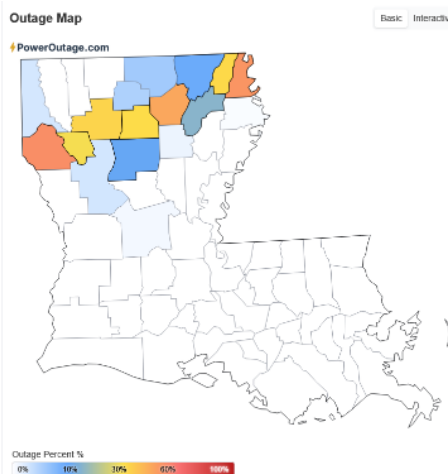 Outage Map
Basic Interactiv
PowerOutage.com
Outage Percent %
0% 10% 30% 60% 100%